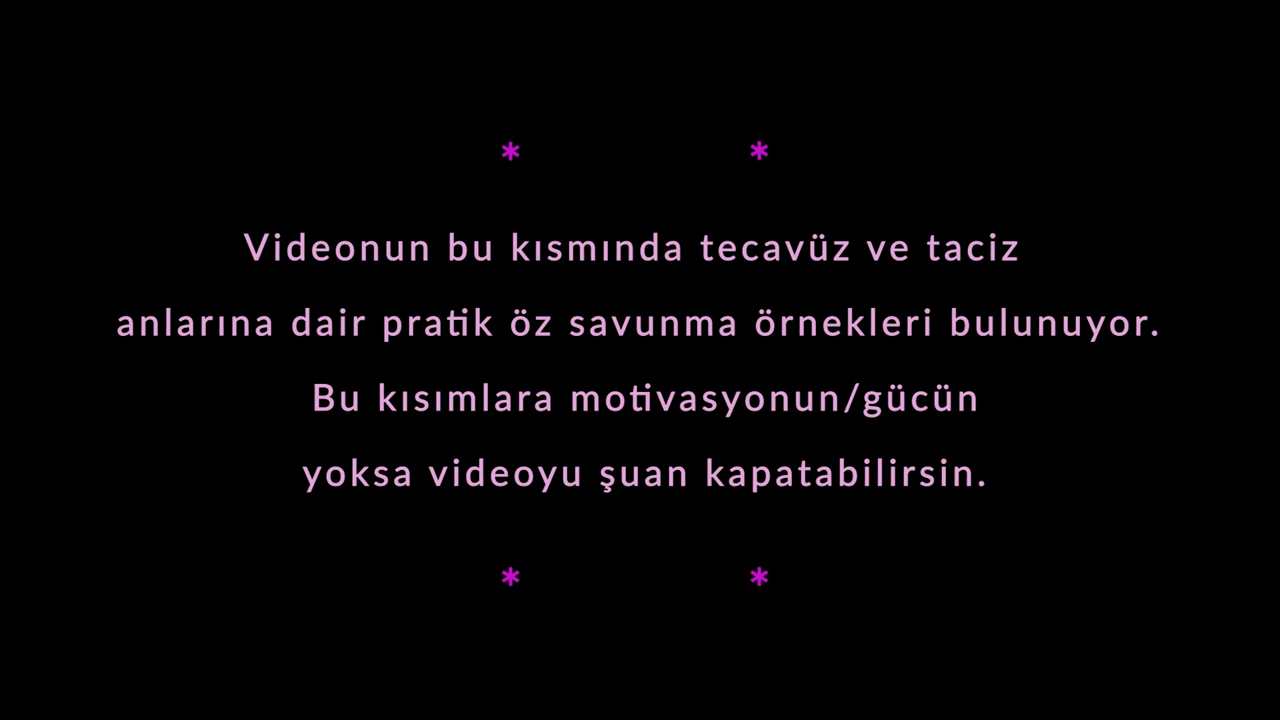 * *
Videonun bu kısmında tecavüz ve taciz
anlarına dair pratik öz savunma örnekleri bulunuyor.
Bu kısımlara motivasyonun/gücün
yoksa videoyu şuan kapatabilirsin.
* *